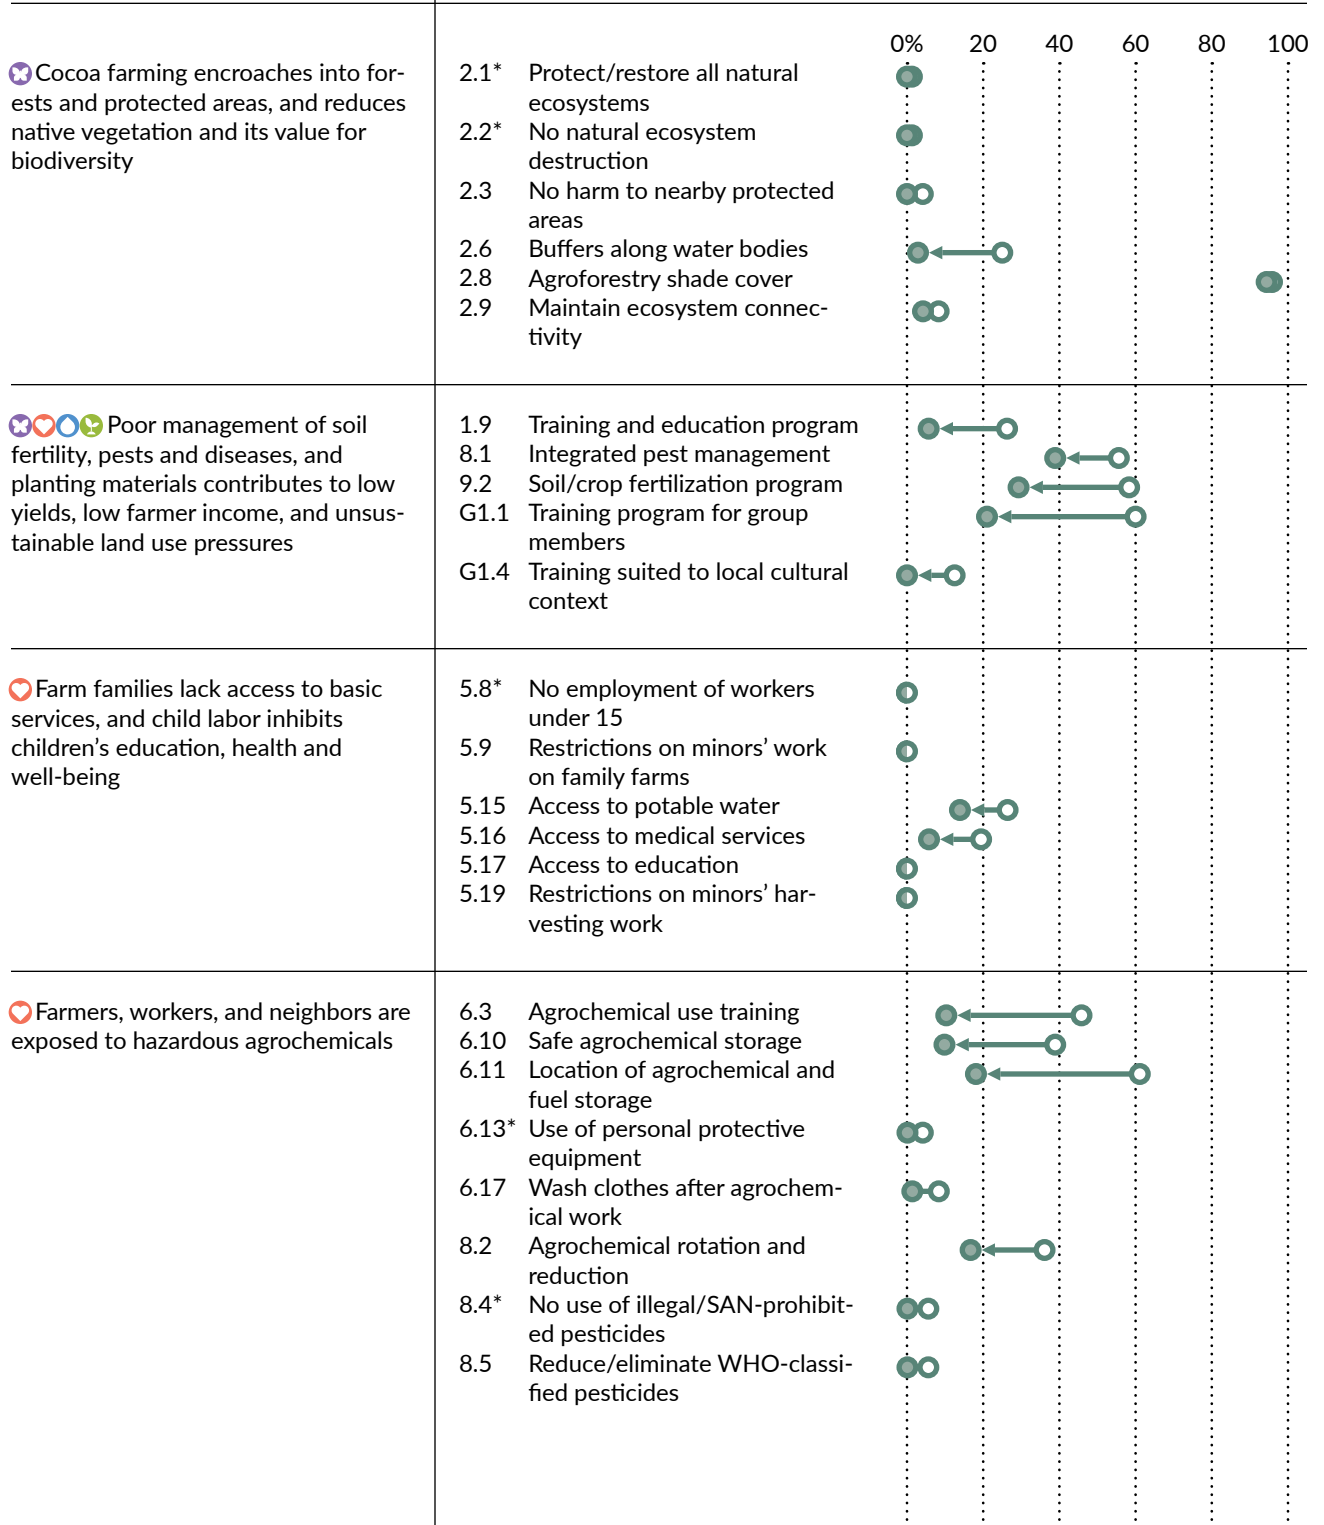 0% 20 40 60 80 100
Cocoa farming encroaches into for-
ests and protected areas, and reduces
native vegetation and its value for
biodiversity
2.1* Protect/restore all natural
ecosystems
2.2* No natural ecosystem
destruction
2.3 No harm to nearby protected
areas
2.6 Buffers along water bodies
2.8 Agroforestry shade cover
2.9 Maintain ecosystem connec-
tivity
Poor management of soil
fertility, pests and diseases, and
planting materials contributes to low
yields, low farmer income, and unsus-
tainable land use pressures
1.9 Training and education program
8.1 Integrated pest management
9.2 Soil/crop fertilization program
G1.1 Training program for group
members
G1.4 Training suited to local cultural
context
Farm families lack access to basic
services, and child labor inhibits
children’s education, health and
well-being
5.8* No employment of workers
under 15
5.9 Restrictions on minors’ work
on family farms
5.15 Access to potable water
5.16 Access to medical services
5.17 Access to education
5.19 Restrictions on minors’ har-
vesting work
Farmers, workers, and neighbors are
exposed to hazardous agrochemicals
6.3 Agrochemical use training
6.10 Safe agrochemical storage
6.11 Location of agrochemical and
fuel storage
6.13* Use of personal protective
equipment
6.17 Wash clothes after agrochem-
ical work
8.2 Agrochemical rotation and
reduction
8.4* No use of illegal/SAN-prohibit-
ed pesticides
8.5 Reduce/eliminate WHO-classi-
fied pesticides